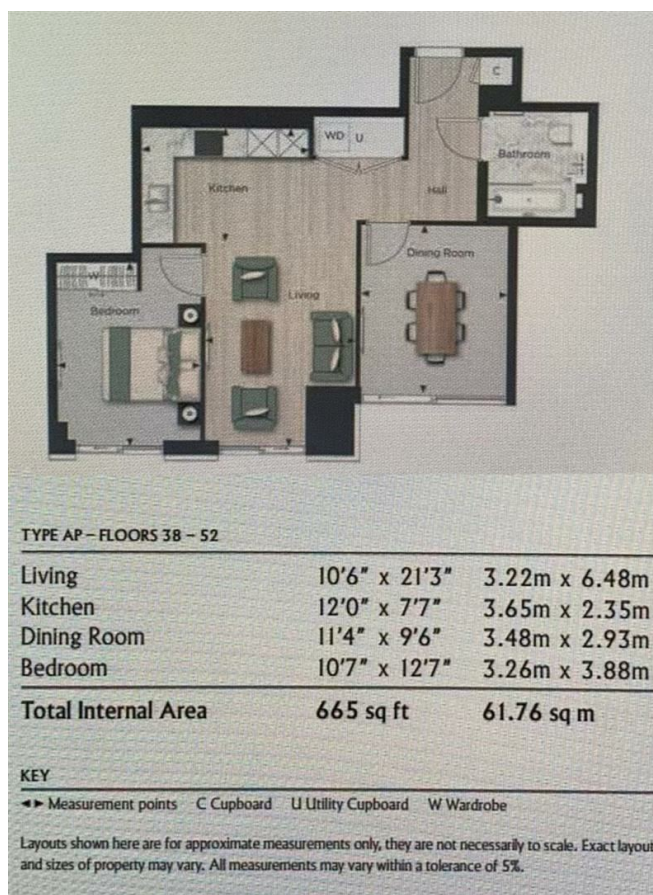 C
WD U
Bathroom
Kitchen
Hall
Dining Room
W
Living
Bedroom
TYPE AP – FLOORS 38 – 52
Living 10'6" x 21'3" 3.22m x 6.48m
Kitchen 12'0" x 7'7" 3.65m x 2.35m
Dining Room 11'4" x 9'6" 3.48m x 2.93m
Bedroom 10'7" x 12'7" 3.26m x 3.88m
Total Internal Area 665 sq ft 61.76 sq m
KEY
◄► Measurement points C Cupboard U Utility Cupboard W Wardrobe
Layouts shown here are for approximate measurements only, they are not necessarily to scale. Exact layout
and sizes of property may vary. All measurements may vary within a tolerance of 5%.